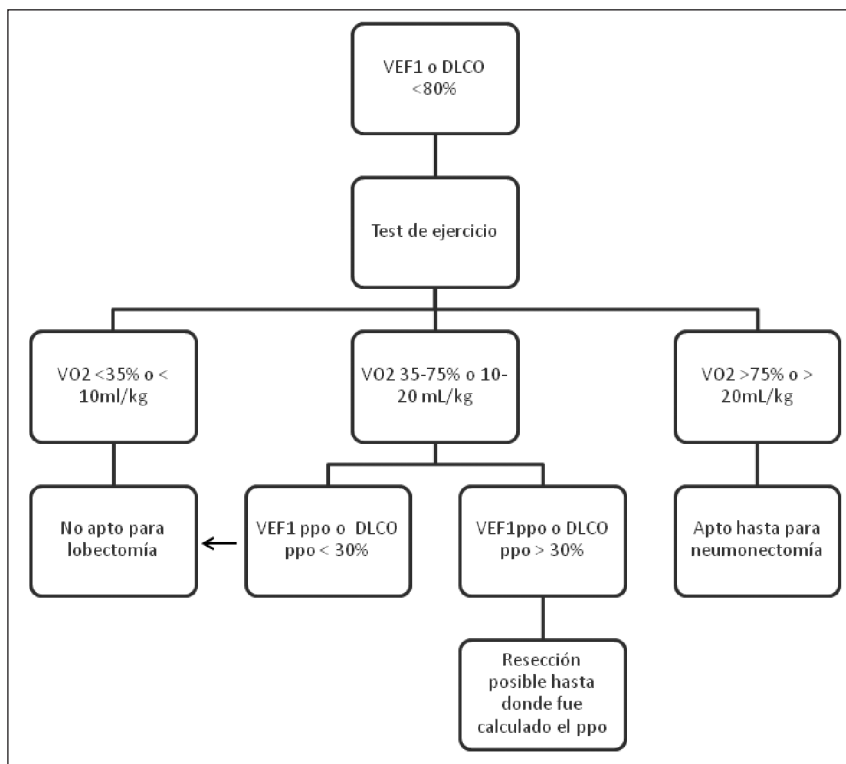 VEF1 o DLCO
<80%
Test de ejercicio
VO2 <35% o <
10ml/kg
VO2 35-75% o 10-
20 mL/kg
VO2 >75% o >
20mL/kg
No apto para
lobectomía
VEF1 ppo o DLCO
ppo < 30%
VEF1ppo o DLCO
ppo > 30%
Apto hasta para
neumonectomía
Resección
posible hasta
donde fue
calculado el ppo